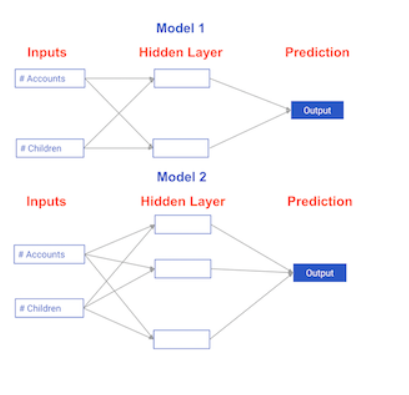 Model 1
Inputs Hidden Layer Prediction
# Accounts
Output
# Children
Model 2
Inputs Hidden Layer Prediction
# Accounts
Output
# Children